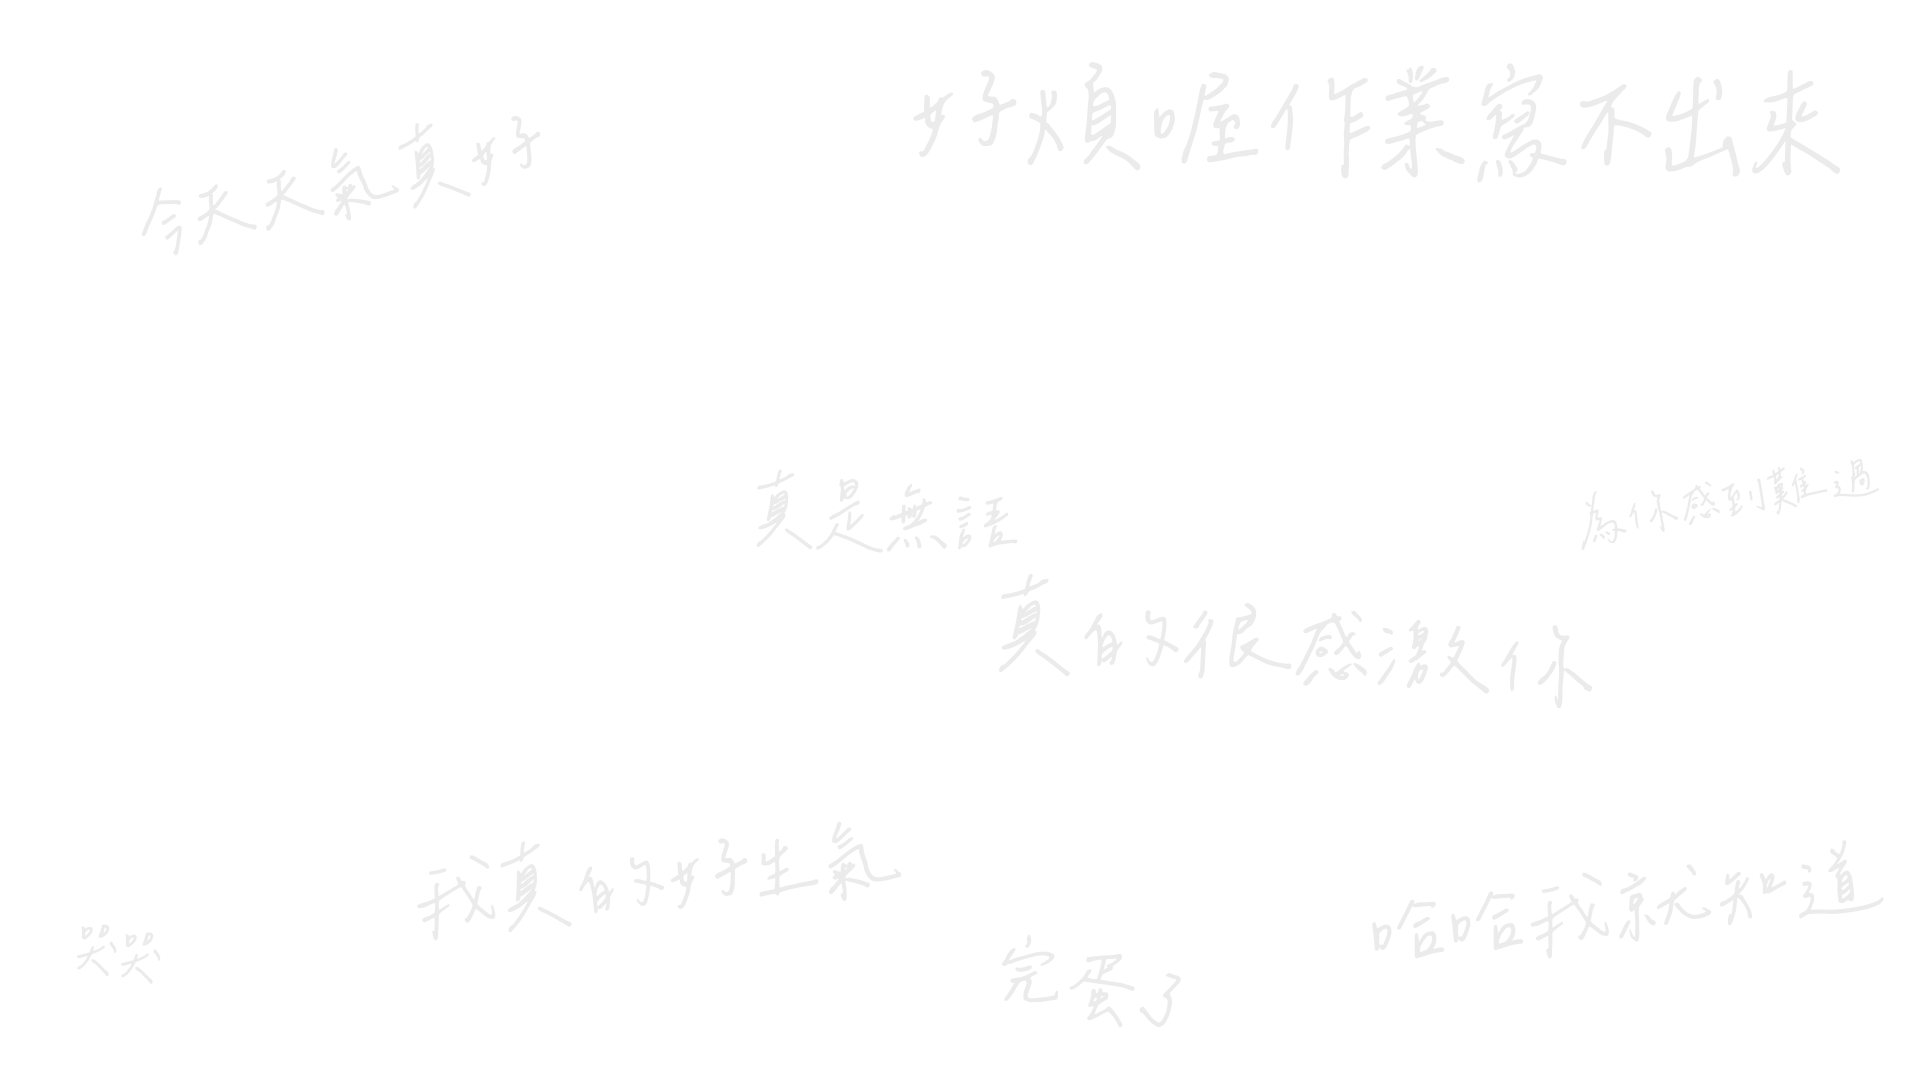 好煩喔作業寫不出來
今天天氣真好
真是無語
為你感到難過
真的很感激你
我真的好生氣
哈哈我就知道
哭哭
完蛋了